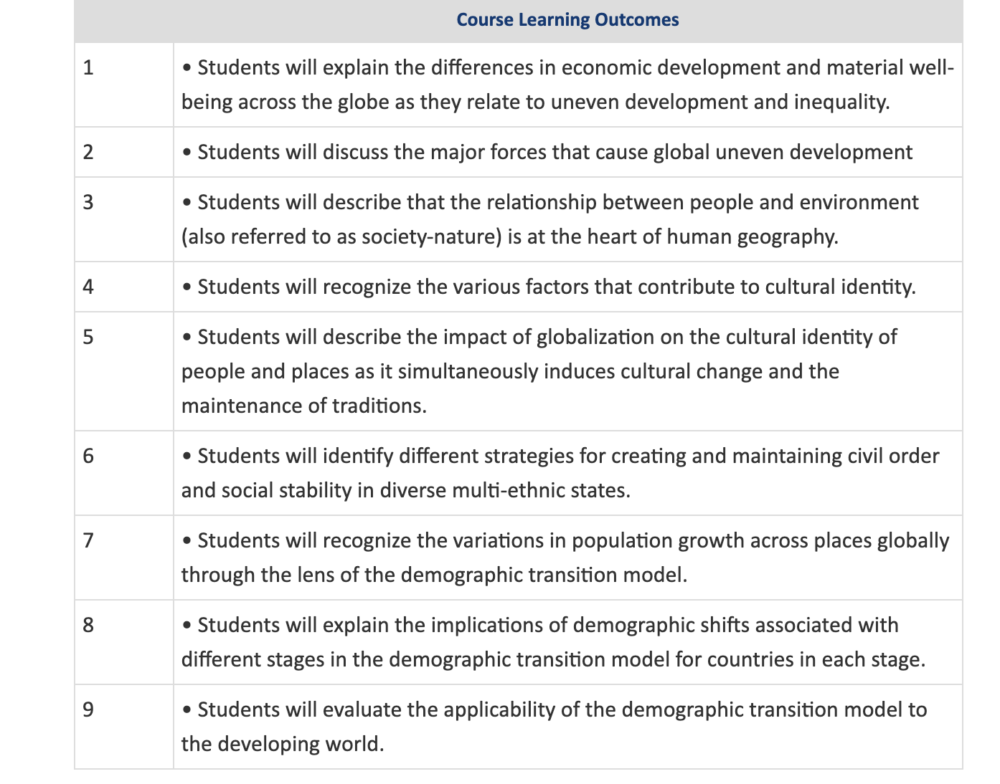 Course Learning Outcomes
1
• Students will explain the differences in economic development and material well-
being across the globe as they relate to uneven development and inequality.
2
• Students will discuss the major forces that cause global uneven development
3
• Students will describe that the relationship between people and environment
(also referred to as society-nature) is at the heart of human geography.
4
• Students will recognize the various factors that contribute to cultural identity.
5
• Students will describe the impact of globalization on the cultural identity of
people and places as it simultaneously induces cultural change and the
maintenance of traditions.
6
• Students will identify different strategies for creating and maintaining civil order
and social stability in diverse multi-ethnic states.
7
• Students will recognize the variations in population growth across places globally
through the lens of the demographic transition model.
8
• Students will explain the implications of demographic shifts associated with
different stages in the demographic transition model for countries in each stage.
9
• Students will evaluate the applicability of the demographic transition model to
the developing world.